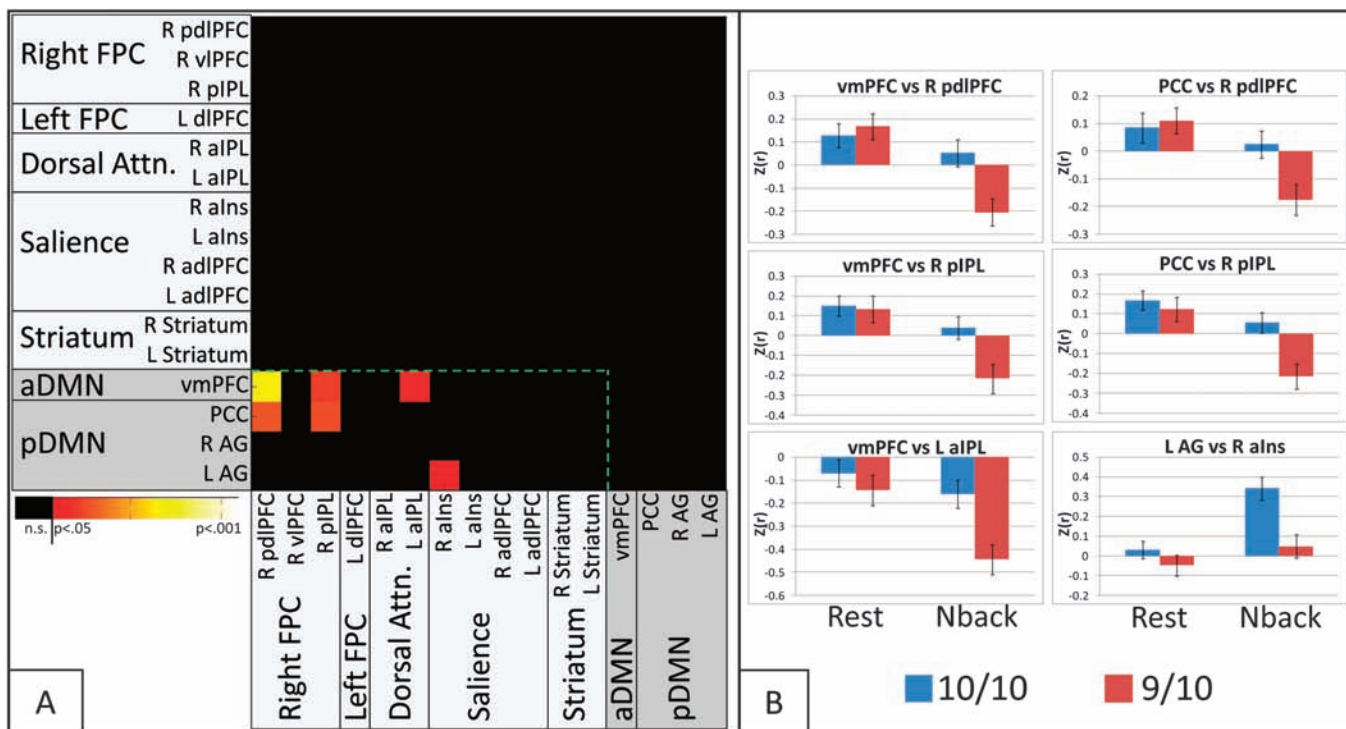 Right FPC
R pdlPFC
R vlPFC
R pIPL
Left FPC
L dlPFC
Dorsal Attn.
R aIPL
L aIPL
Salience
R aIns
L aIns
R adlPFC
L adlPFC
Striatum
R Striatum
L Striatum
aDMN
vmPFC
pDMN
PCC
R AG
L AG
n.s.
p<.05
p<.001
R pdlPFC
R vlPFC
R pIPL
L dlPFC
R aIPL
L aIPL
R aIns
L aIns
R adlPFC
L adlPFC
R Striatum
L Striatum
vmPFC
PCC
R AG
L AG
Right FPC
Left FPC
Dorsal Attn.
Salience
Striatum
aDMN
pDMN
A
vmPFC vs R pdlPFC
Z(r)
0.3
0.2
0.1
0
-0.1
-0.2
-0.3
PCC vs R pdlPFC
Z(r)
0.2
0.1
0
-0.1
-0.2
-0.3
vmPFC vs R pIPL
Z(r)
0.3
0.2
0.1
0
-0.1
-0.2
-0.3
-0.4
PCC vs R pIPL
Z(r)
0.3
0.2
0.1
0
-0.1
-0.2
-0.3
-0.4
vmPFC vs L aIPL
Z(r)
0
-0.1
-0.2
-0.3
-0.4
-0.5
-0.6
L AG vs R aIns
Z(r)
0.5
0.4
0.3
0.2
0.1
0
-0.1
0.2
Rest
Nback
Rest
Nback
10/10
9/10
B